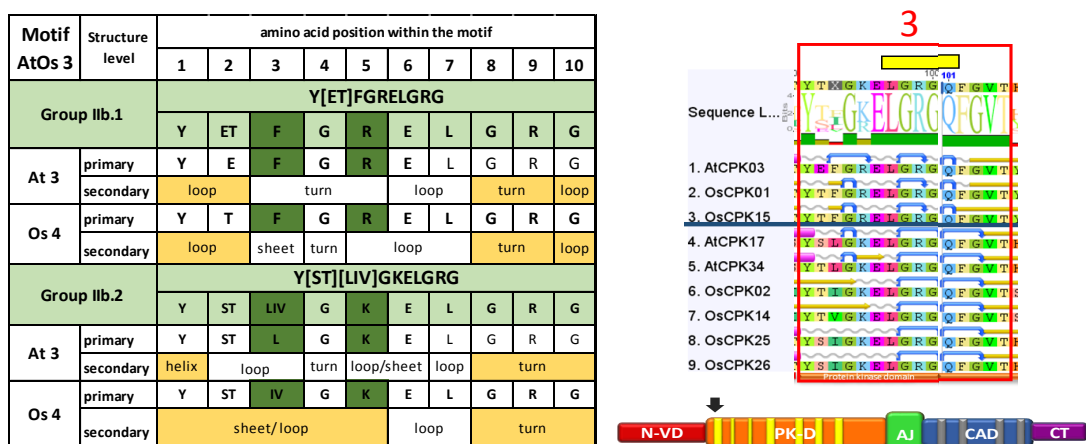 Motif AtOs 3 Structure level amino acid position within the motif
1 2 3 4 5 6 7 8 9 10
Group IIb.1 Y[ET]FGRELGRG
Y ET F G R E L G R G
At 3 primary Y E F G R E L G R G
secondary loop turn loop turn loop
Os 4 primary Y T F G R E L G R G
secondary loop sheet turn loop turn loop
Group IIb.2 Y[ST][LIV]GKELGRG
Y ST LIV G K E L G R G
At 3 primary Y ST L G K E L G R G
secondary helix loop turn loop/sheet loop turn
Os 4 primary Y ST IV G K E L G R G
secondary sheet/loop loop turn
3
100 101
Y T X G K E L G R G Q F G V T
Sequence L...
1. AtCPK03 Y E F G R E L G R G Q F G V T Y
2. OsCPK01 Y T F G R E L G R G Q F G V T Y
3. OsCPK15 Y T F G R E L G R G Q F G V T Y
4. AtCPK17 Y S L G K E L G R G Q F G V T
5. AtCPK34 Y T L G K E L G R G Q F G V T
6. OsCPK02 Y T I G K E L G R G Q F G V T S
7. OsCPK14 Y T V G K E L G R G Q F G V T S
8. OsCPK25 Y S I G K E L G R G Q F G V T S
9. OsCPK26 Y S I G K E L G R G Q F G V T S
Protein kinase domain
N-VD PK-D AJ CAD CT